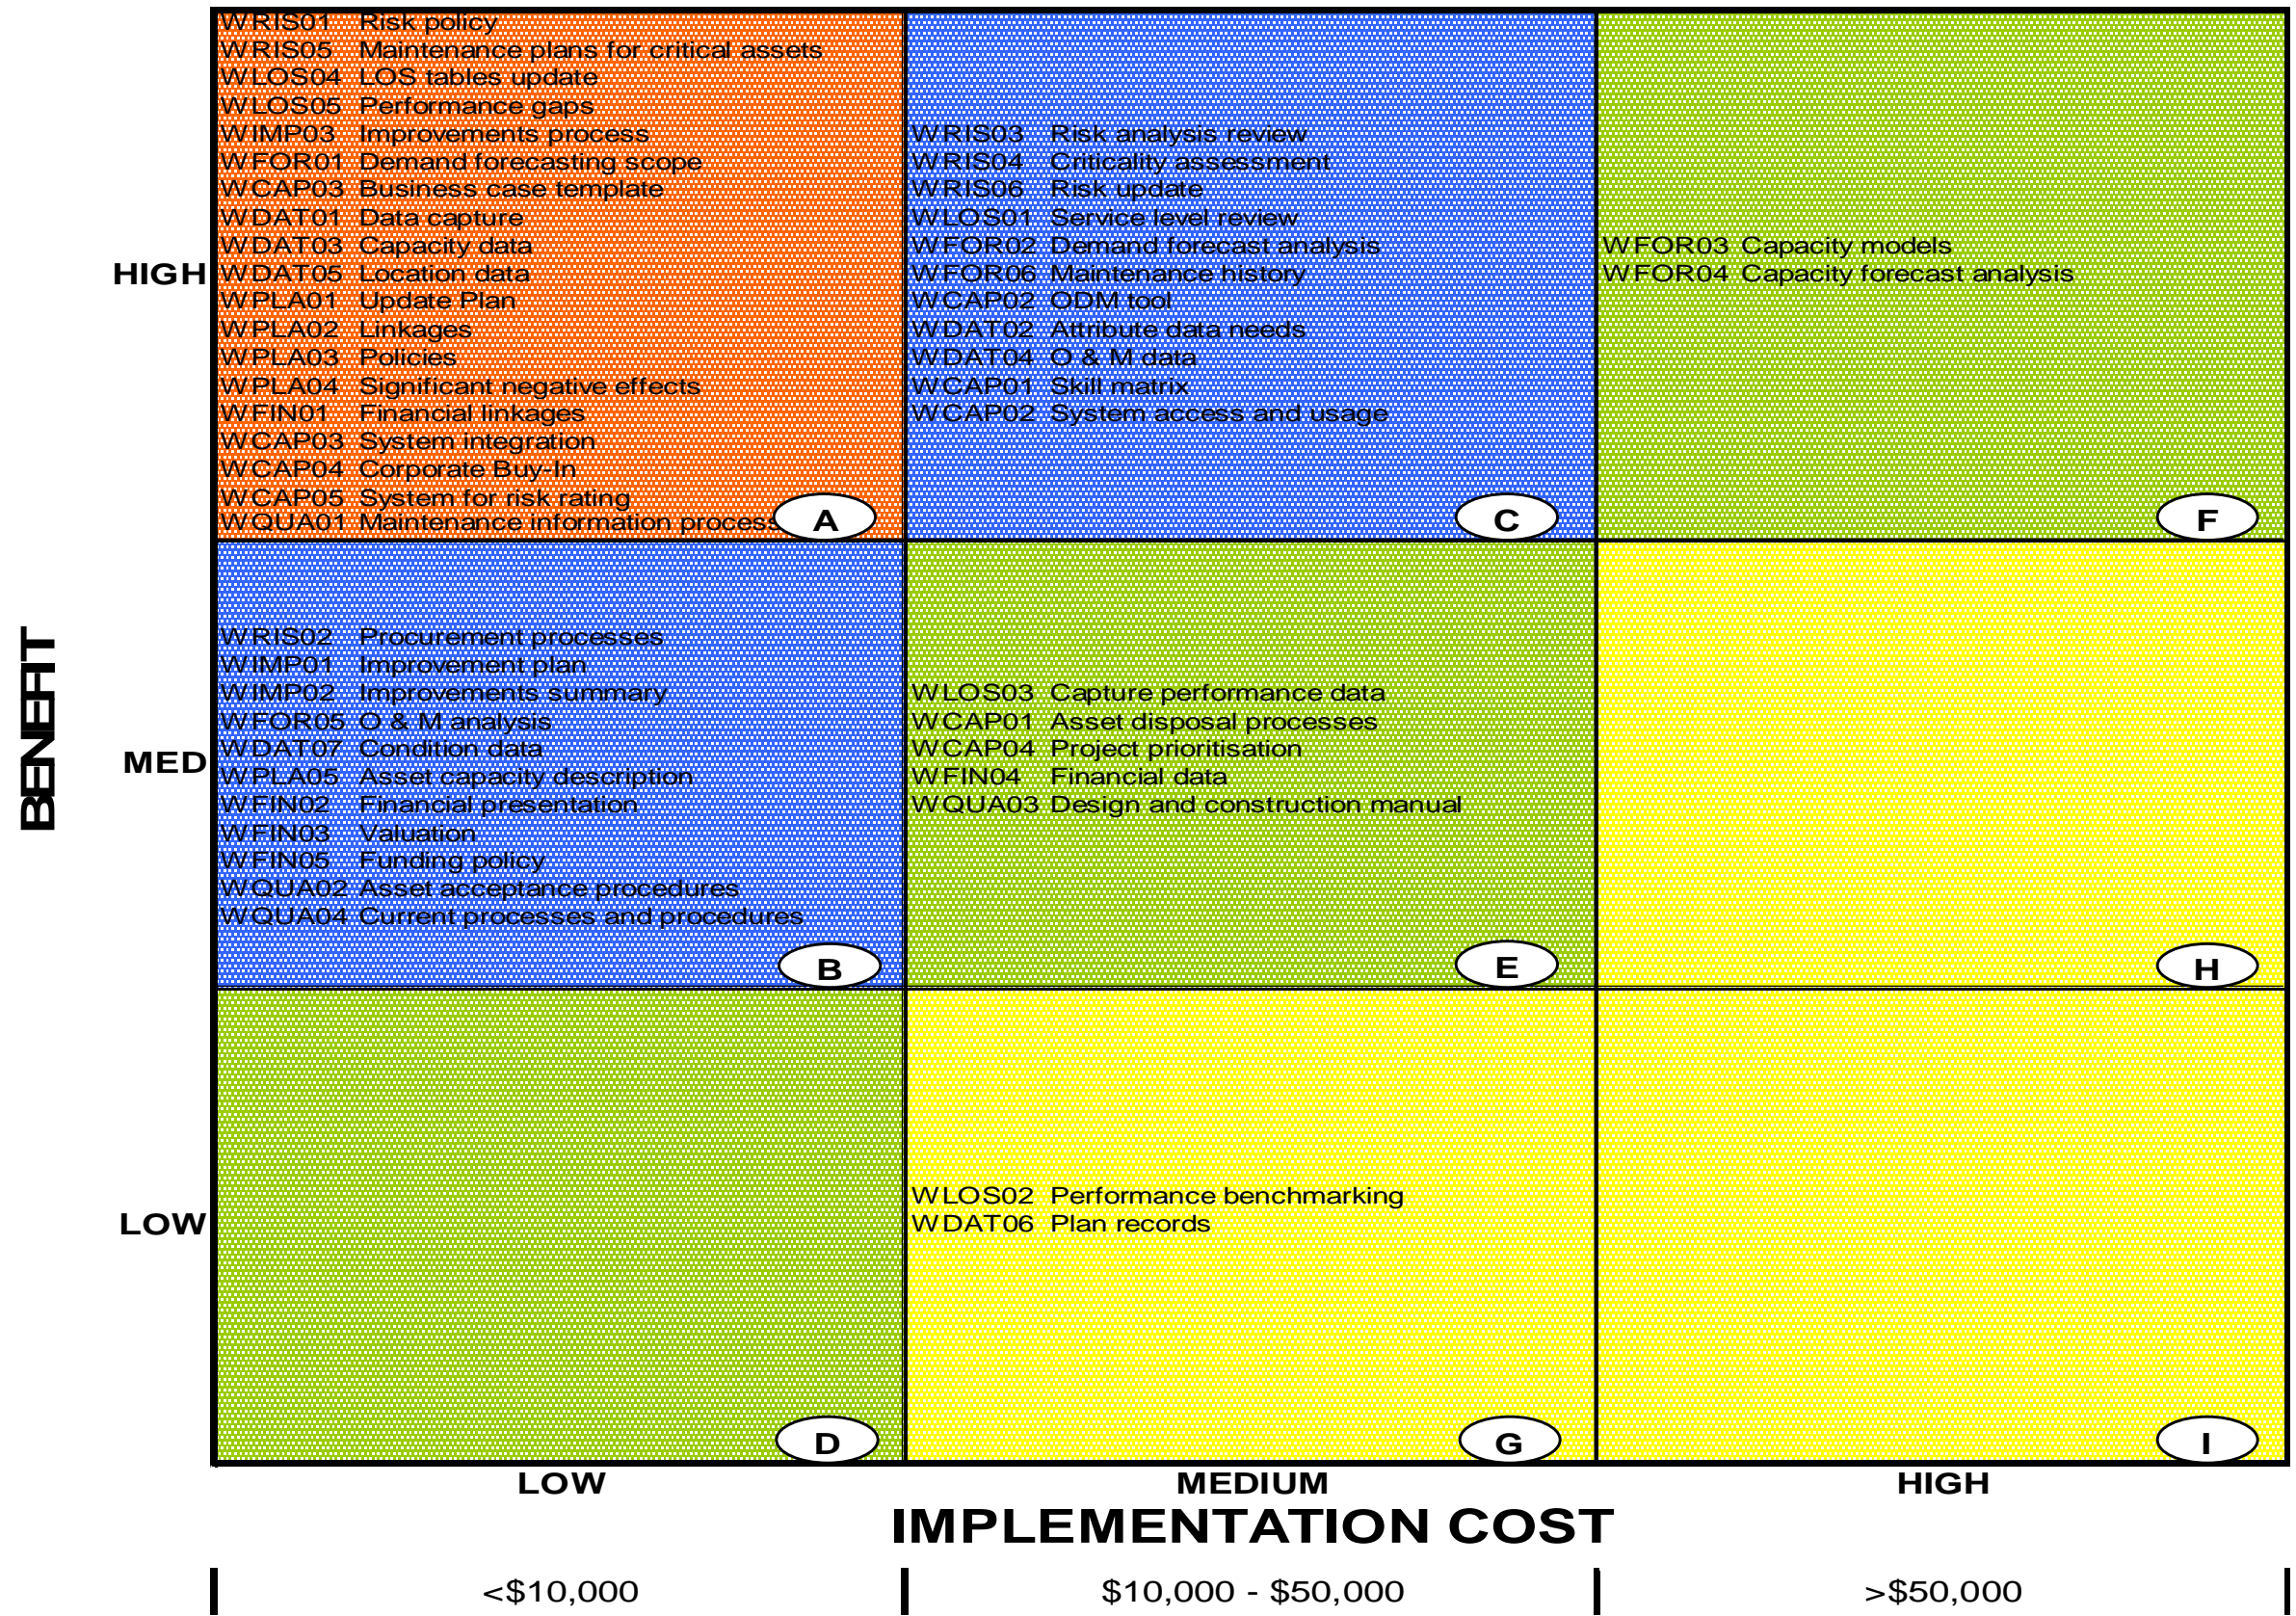 WRIS01 Risk policy
WRIS05 Maintenance plans for critical assets
WLOS04 LOS tables update
WLOS05 Performance gaps
WIMP03 Improvements process
WFOR01 Demand forecasting scope
WCAP03 Business case template
WDAT01 Data capture
WDAT03 Capacity data
WDAT05 Location data
WPLA01 Update Plan
WPLA02 Linkages
WPLA03 Policies
WPLA04 Significant negative effects
WFIN01 Financial linkages
WCAP03 System integration
WCAP04 Corporate Buy-In
WCAP05 System for risk rating
WQUA01 Maintenance information process
A
WRIS03 Risk analysis review
WRIS04 Criticality assessment
WRIS06 Risk update
WLOS01 Service level review
WFOR02 Demand forecast analysis
WFOR06 Maintenance history
WCAP02 ODM tool
WDAT02 Attribute data needs
WDAT04 O & M data
WCAP01 Skill matrix
WCAP02 System access and usage
C
WFOR03 Capacity models
WFOR04 Capacity forecast analysis
F
HIGH
BENEFIT
MED
WRIS02 Procurement processes
WIMP01 Improvement plan
WIMP02 Improvements summary
WFOR05 O & M analysis
WDAT07 Condition data
WPLA05 Asset capacity description
WFIN02 Financial presentation
WFIN03 Valuation
WFIN05 Funding policy
WQUA02 Asset acceptance procedures
WQUA04 Current processes and procedures
B
WLOS03 Capture performance data
WCAP01 Asset disposal processes
WCAP04 Project prioritisation
WFIN04 Financial data
WQUA03 Design and construction manual
E
H
LOW
D
WLOS02 Performance benchmarking
WDAT06 Plan records
G
I
LOW
MEDIUM
HIGH
IMPLEMENTATION COST
<$10,000
$10,000 - $50,000
>$50,000